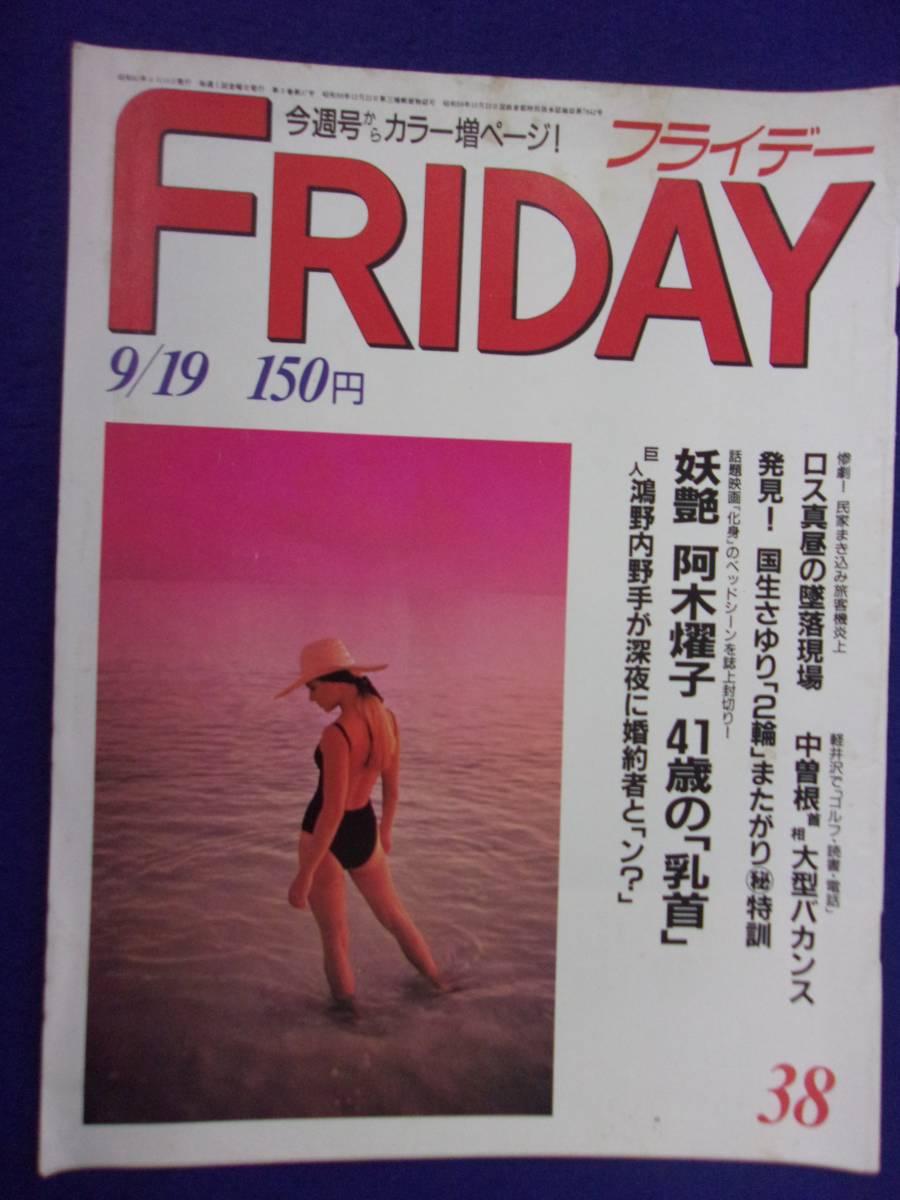 今週号からカラー増ページ!
フライデー
FRIDAY
9/19 150円
惨劇!民家まき込み旅客機炎上
ロス真昼の墜落現場
軽井沢で「ゴルフ・読書・電話」
中曽根首相大型バカンス
発見!国生さゆり「2輪」またがり㊙特訓
話題映画「化身」のベッドシーンを誌上封切り!
妖艶 阿木燿子 41歳の「乳首」
巨人鴻野内野手が深夜に婚約者と「ン?」
38